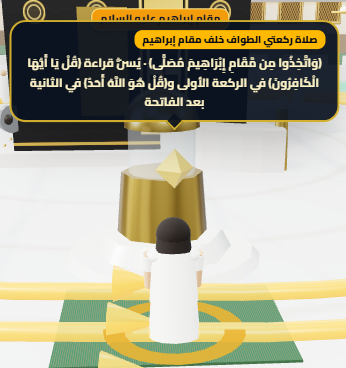 مقام إبراهيم عليه السلام
صلاة ركعتي الطواف خلف مقام إبراهيم
(وَاتَّخِذُوا مِن مَّقَامِ إِبْرَاهِيمَ مُصَلًّى) - يُسنّ قراءة (قُلْ يَا أَيُّهَا
الْكَافِرُونَ) في الركعة الأولى و(قُلْ هُوَ اللَّهُ أَحَدٌ) في الثانية
بعد الفاتحة